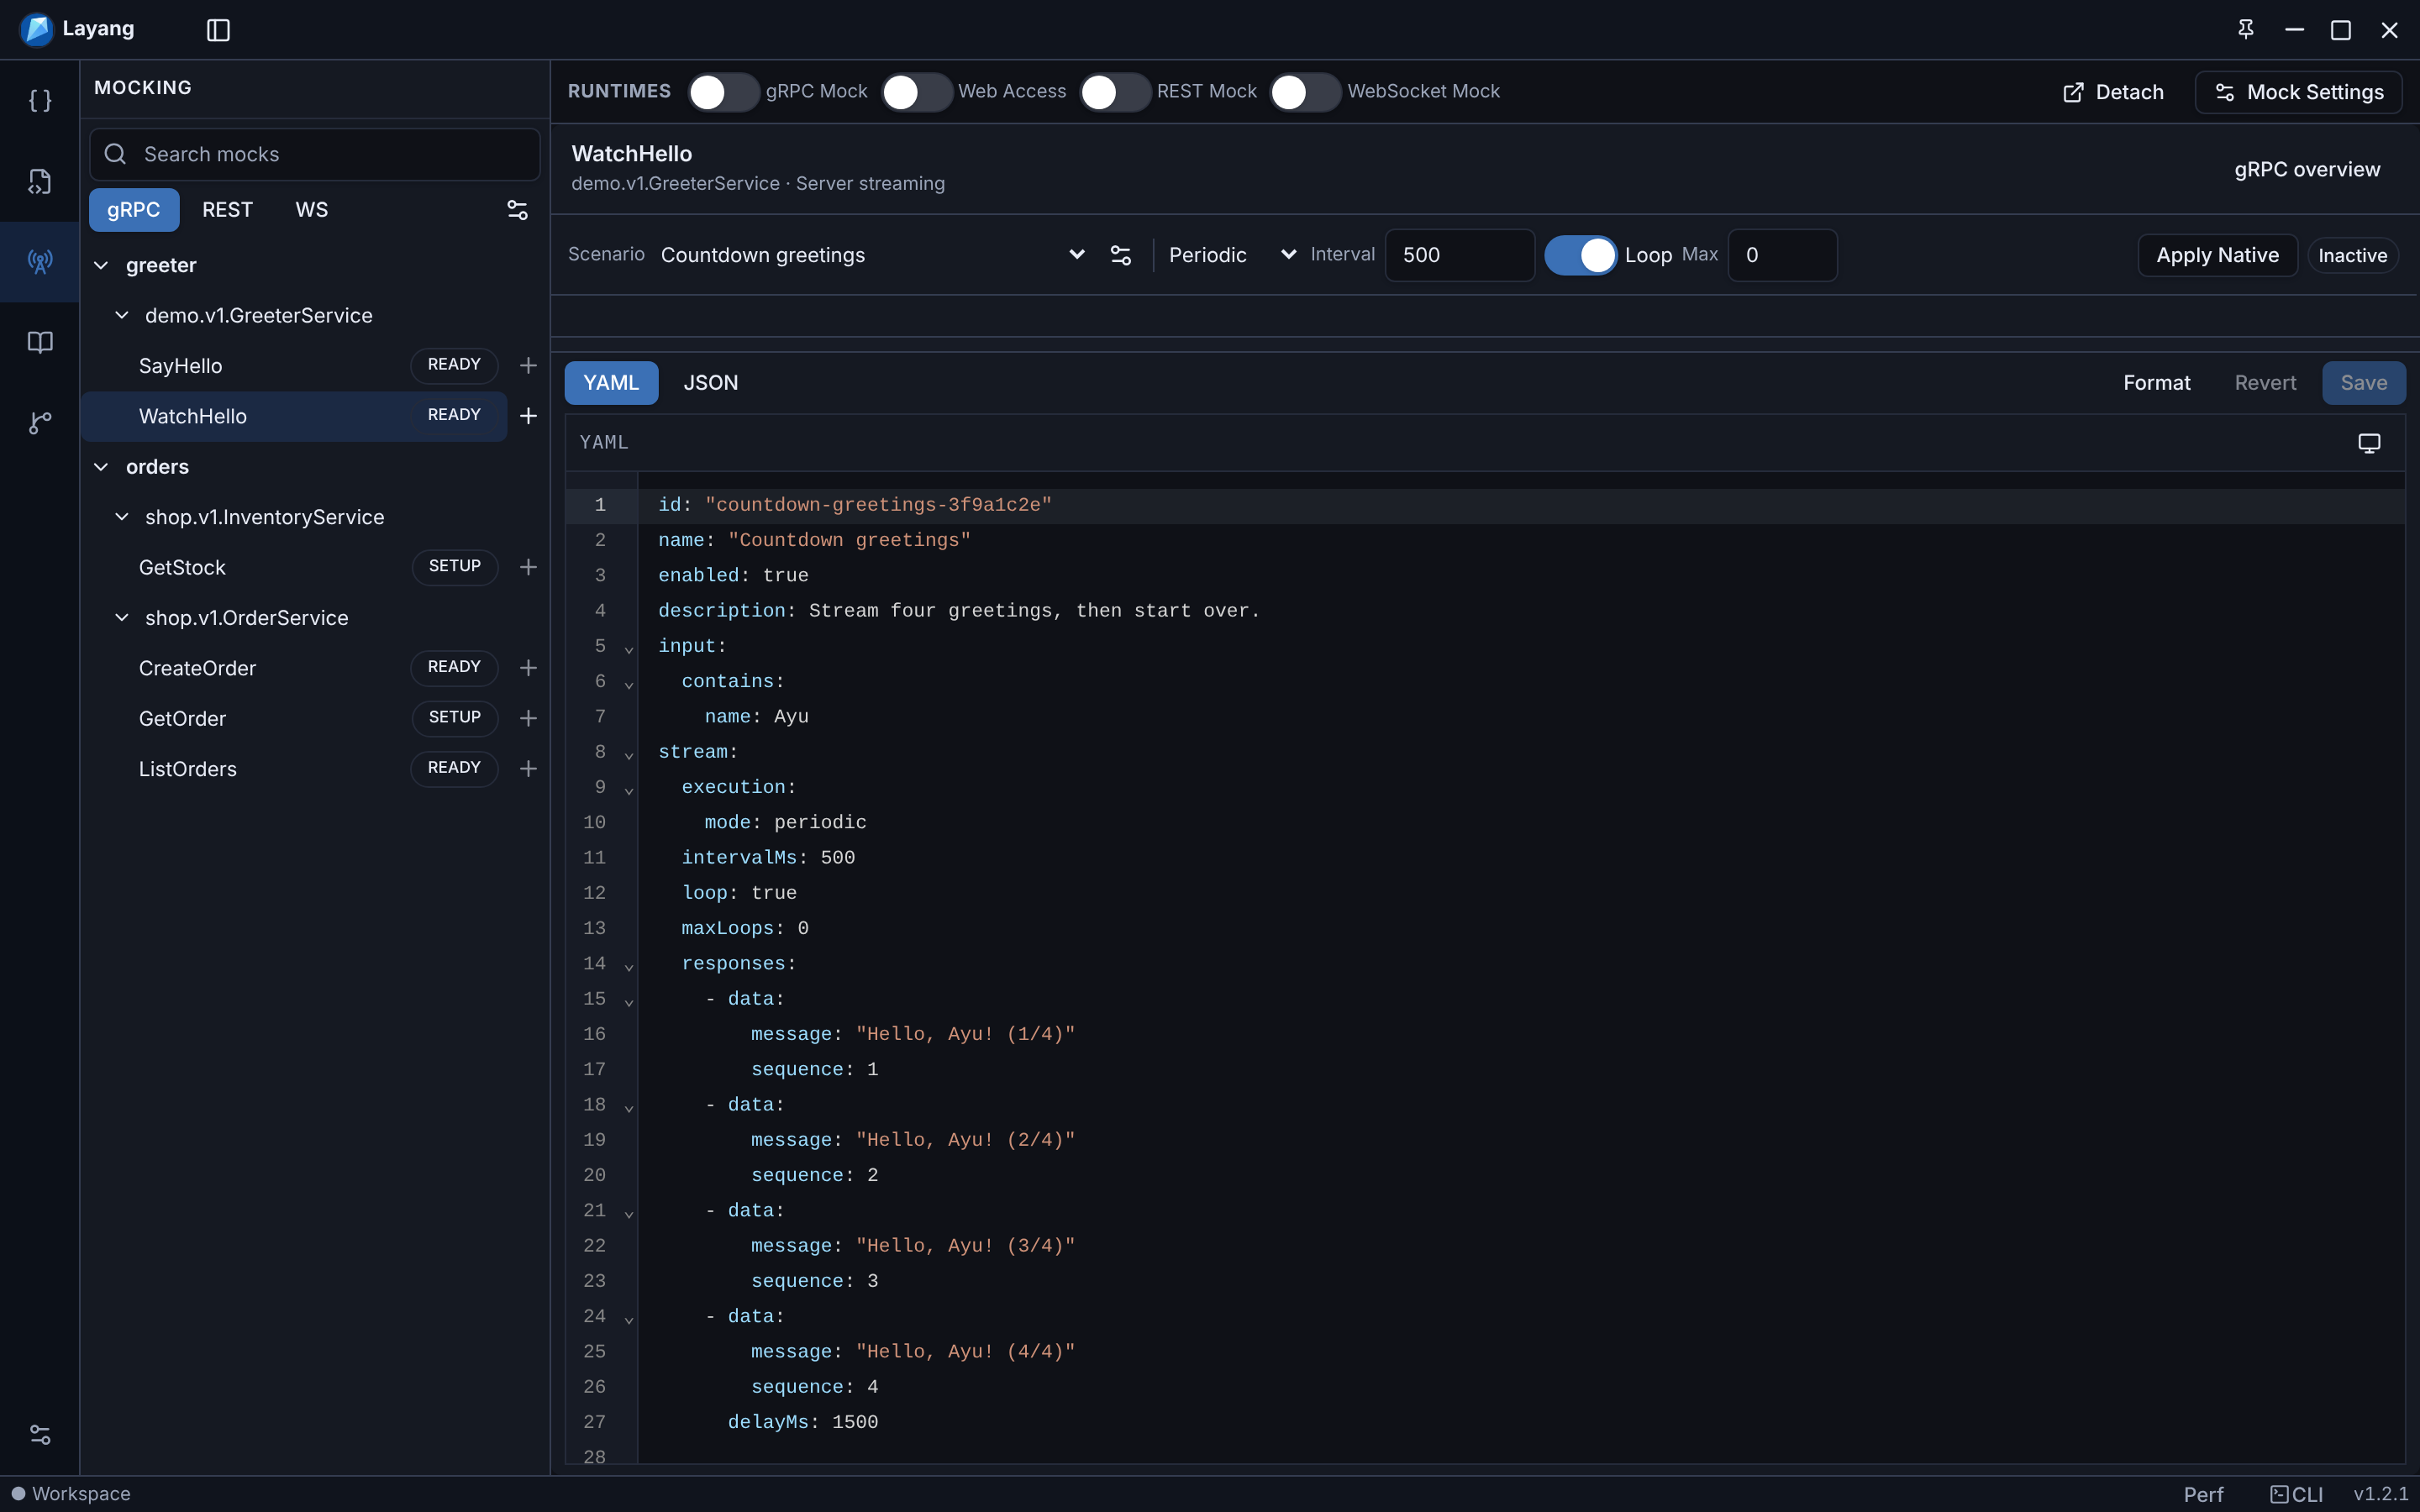 Layang
MOCKING
Search mocks
gRPC REST WS
greeter
demo.v1.GreeterService
SayHello READY
WatchHello READY
orders
shop.v1.InventoryService
GetStock SETUP
shop.v1.OrderService
CreateOrder READY
GetOrder SETUP
ListOrders READY
RUNTIMES gRPC Mock Web Access REST Mock WebSocket Mock Detach Mock Settings
WatchHello
demo.v1.GreeterService · Server streaming
gRPC overview
Scenario Countdown greetings Periodic Interval 500 Loop Max 0 Apply Native Inactive
YAML JSON Format Revert Save
YAML
1 id: "countdown-greetings-3f9a1c2e"
2 name: "Countdown greetings"
3 enabled: true
4 description: Stream four greetings, then start over.
5 input:
6 contains:
7 name: Ayu
8 stream:
9 execution:
10 mode: periodic
11 intervalMs: 500
12 loop: true
13 maxLoops: 0
14 responses:
15 - data:
16 message: "Hello, Ayu! (1/4)"
17 sequence: 1
18 - data:
19 message: "Hello, Ayu! (2/4)"
20 sequence: 2
21 - data:
22 message: "Hello, Ayu! (3/4)"
23 sequence: 3
24 - data:
25 message: "Hello, Ayu! (4/4)"
26 sequence: 4
27 delayMs: 1500
28
Workspace Perf CLI v1.2.1